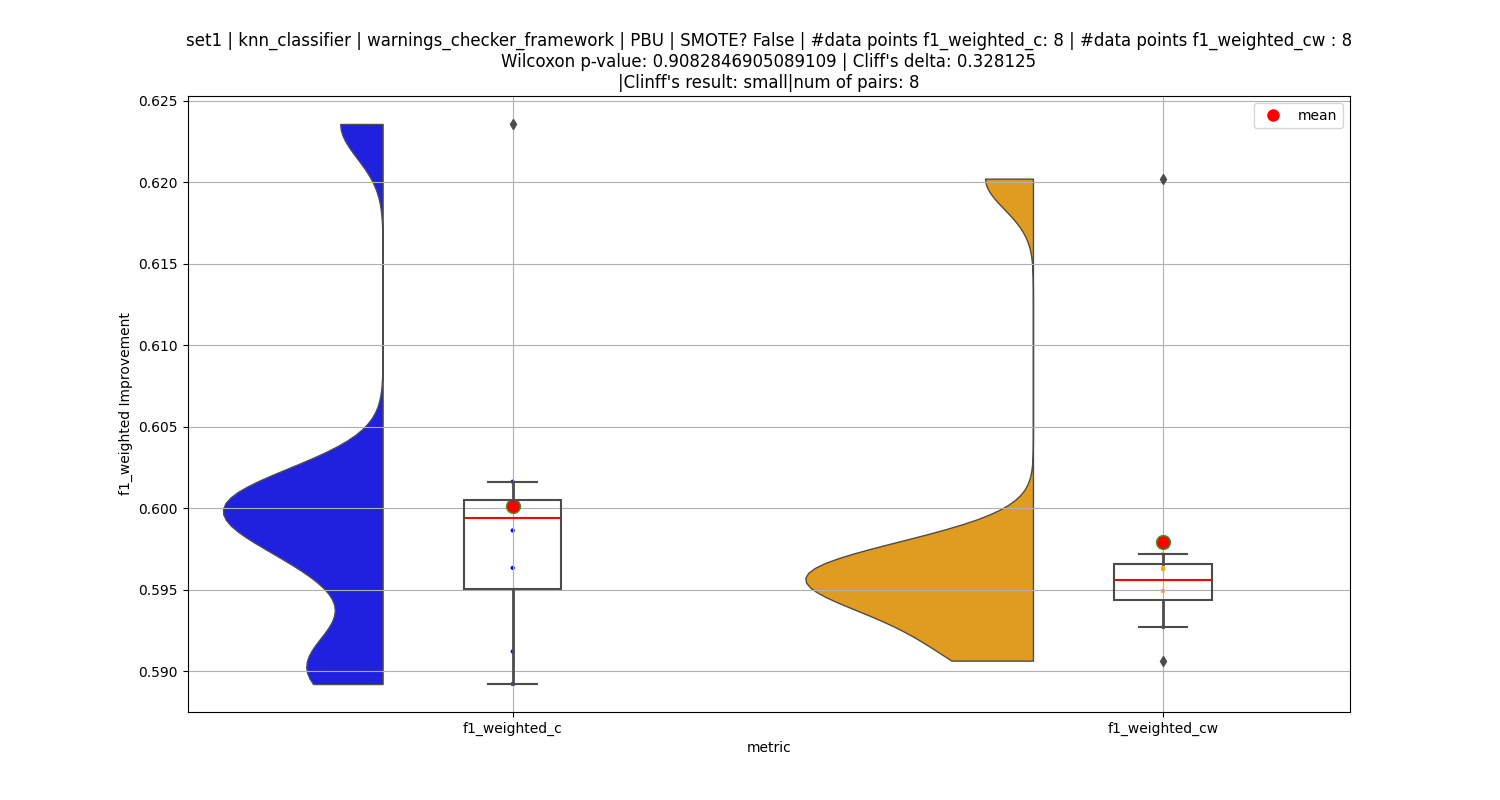 set1 | knn_classifier | warnings_checker_framework | PBU | SMOTE? False | #data points f1_weighted_c: 8 | #data points f1_weighted_cw : 8
Wilcoxon p-value: 0.9082846905089109 | Cliff's delta: 0.328125
|Clinff's result: small|num of pairs: 8
mean
0.625
0.620
0.615
0.610
0.605
0.600
0.595
0.590
f1_weighted Improvement
f1_weighted_c
f1_weighted_cw
metric